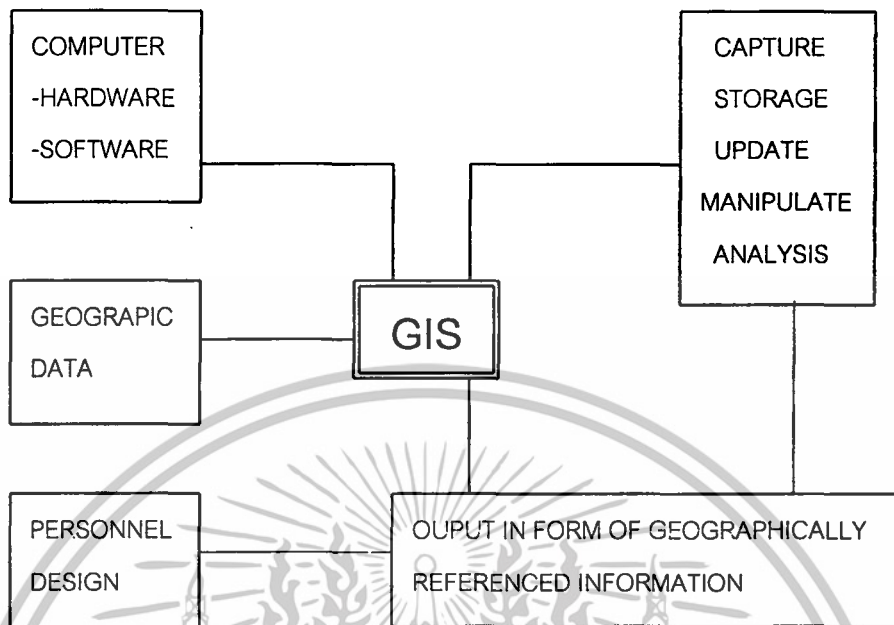 COMPUTER
-HARDWARE
-SOFTWARE
CAPTURE
STORAGE
UPDATE
MANIPULATE
ANALYSIS
GEOGRAPIC
DATA
GIS
PERSONNEL
DESIGN
OUPUT IN FORM OF GEOGRAPHICALLY
REFERENCED INFORMATION